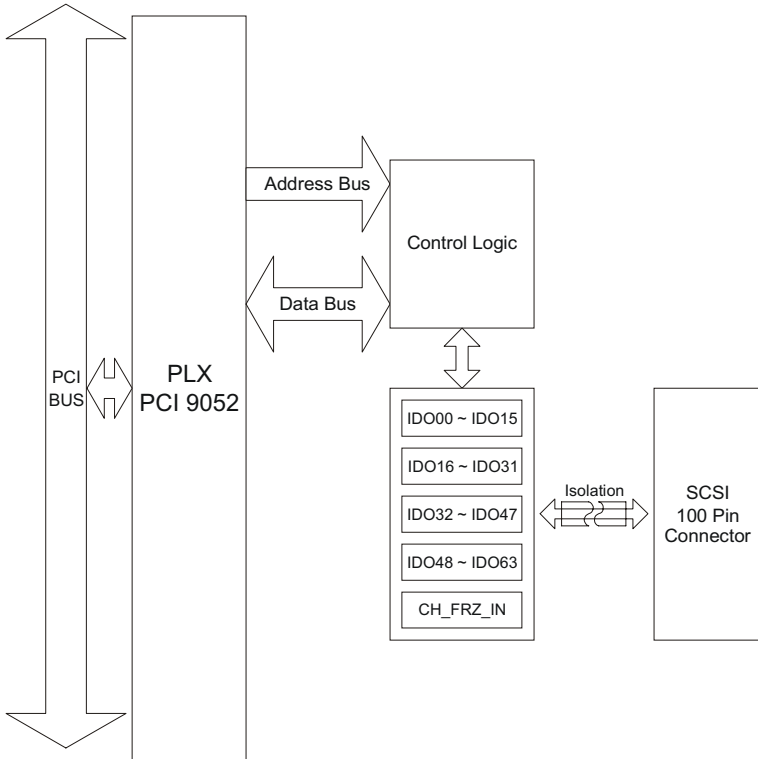 PCI
BUS
PLX
PCI 9052
Address Bus
Data Bus
Control Logic
IDO00 ~ IDO15
IDO16 ~ IDO31
IDO32 ~ IDO47
IDO48 ~ IDO63
CH_FRZ_IN
Isolation
SCSI
100 Pin
Connector